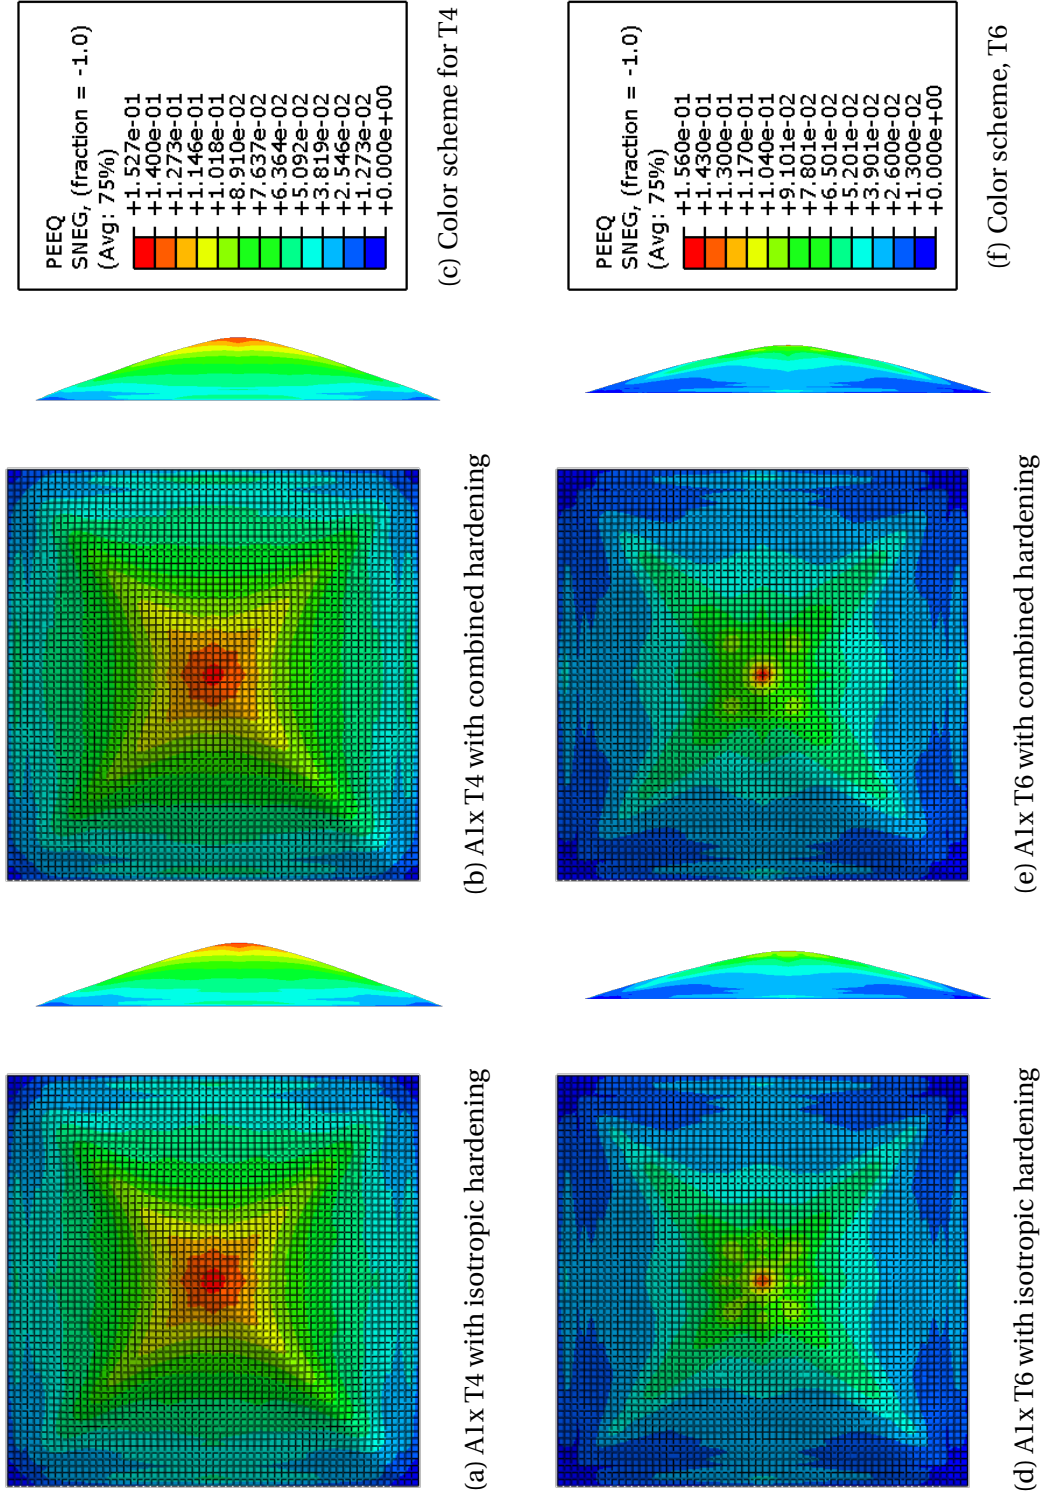 (a) A1x T4 with isotropic hardening
(b) A1x T4 with combined hardening
PEEQ
SNEG, (fraction = -1.0)
(Avg: 75%)
+1.527e-01
+1.400e-01
+1.273e-01
+1.146e-01
+1.018e-01
+8.910e-02
+7.637e-02
+6.364e-02
+5.092e-02
+3.819e-02
+2.546e-02
+1.273e-02
+0.000e+00
(c) Color scheme for T4
(d) A1x T6 with isotropic hardening
(e) A1x T6 with combined hardening
PEEQ
SNEG, (fraction = -1.0)
(Avg: 75%)
+1.560e-01
+1.430e-01
+1.300e-01
+1.170e-01
+1.040e-01
+9.101e-02
+7.801e-02
+6.501e-02
+5.201e-02
+3.901e-02
+2.600e-02
+1.300e-02
+0.000e+00
(f) Color scheme, T6